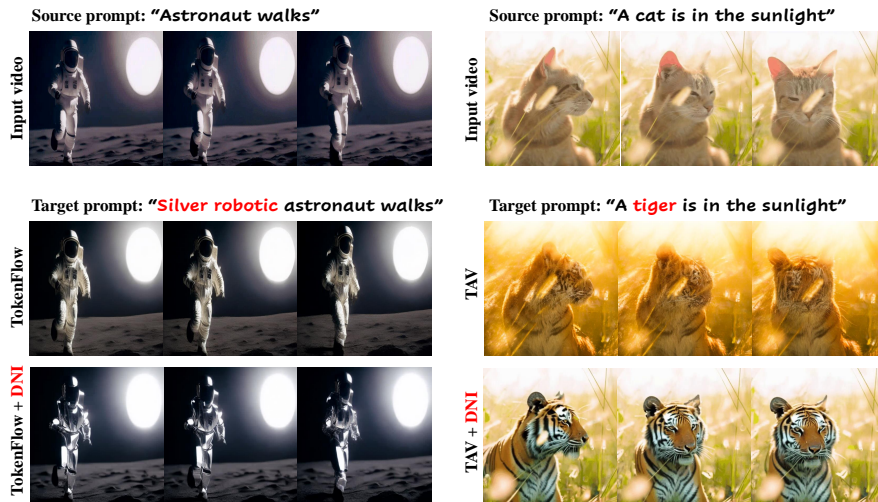 Source prompt: “Astronaut walks”
Input video
Target prompt: “Silver robotic astronaut walks”
TokenFlow
TokenFlow + DNI
Source prompt: “A cat is in the sunlight”
Input video
Target prompt: “A tiger is in the sunlight”
TAV
TAV + DNI